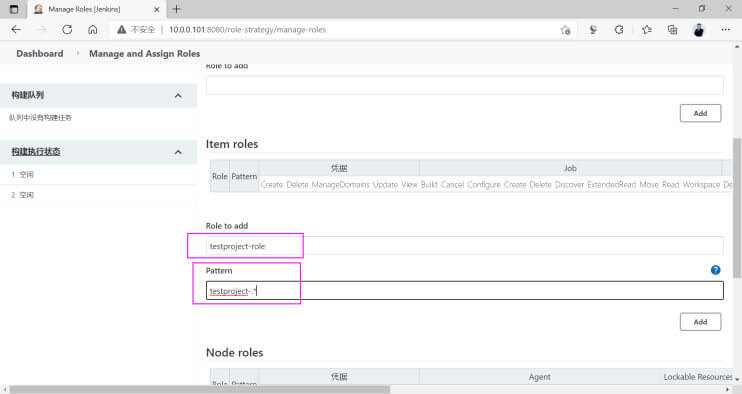 Manage Roles [Jenkins]
不安全 10.0.0.101:8080/role-strategy/manage-roles
Dashboard Manage and Assign Roles
构建队列
队列中没有构建任务
构建执行状态
1 空闲
2 空闲
Role to add
Add
Item roles
凭据 Job
Role Pattern
Create Delete ManageDomains Update View Build Cancel Configure Create Delete Discover ExtendedRead Move Read Workspace De
Role to add
testproject-role
Pattern
testproject-.*
Add
Node roles
凭据 Agent Lockable Resources
Role Pattern